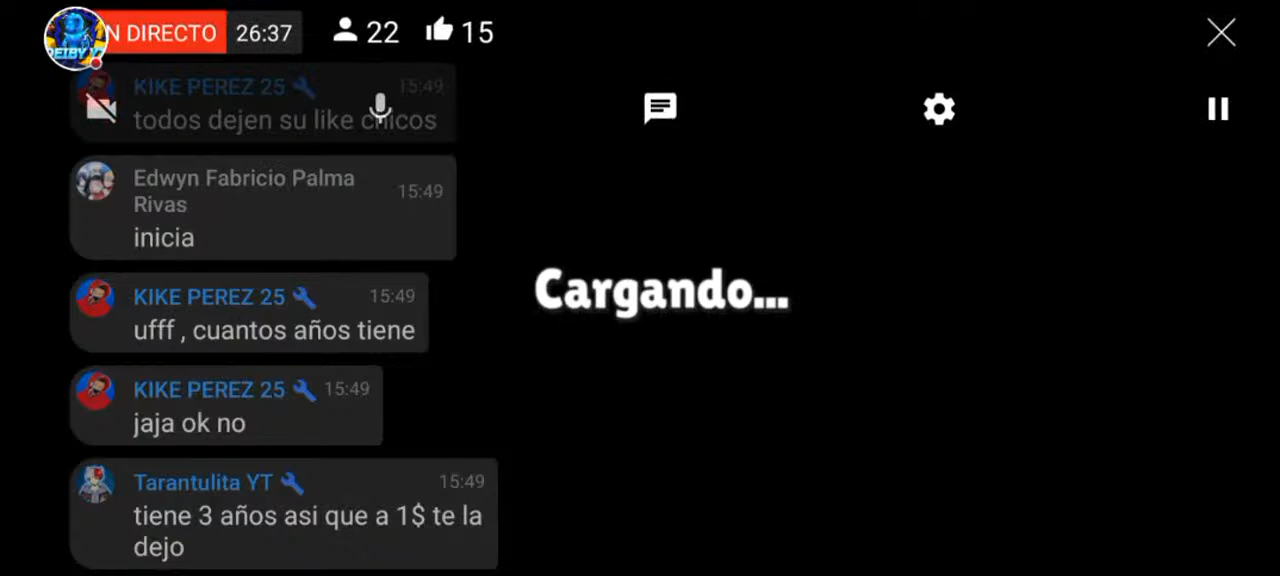 N DIRECTO 26:37 22 15
DEIBY YT
KIKE PEREZ 25 15:49
todos dejen su like chicos
Edwyn Fabricio Palma
Rivas 15:49
inicia
KIKE PEREZ 25 15:49
ufff , cuantos años tiene
Cargando...
KIKE PEREZ 25 15:49
jaja ok no
Tarantulita YT 15:49
tiene 3 años asi que a 1$ te la
dejo